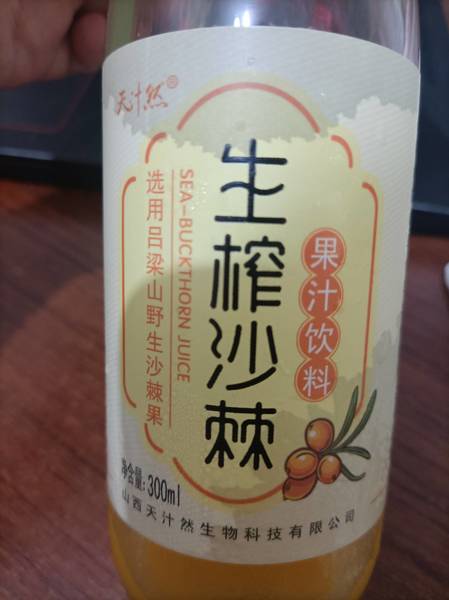 天汁然®
生榨沙棘
果汁饮料
SEA-BUCKTHORN JUICE
选用吕梁山野生沙棘果
净含量:300ml
山西天汁然生物科技有限公司